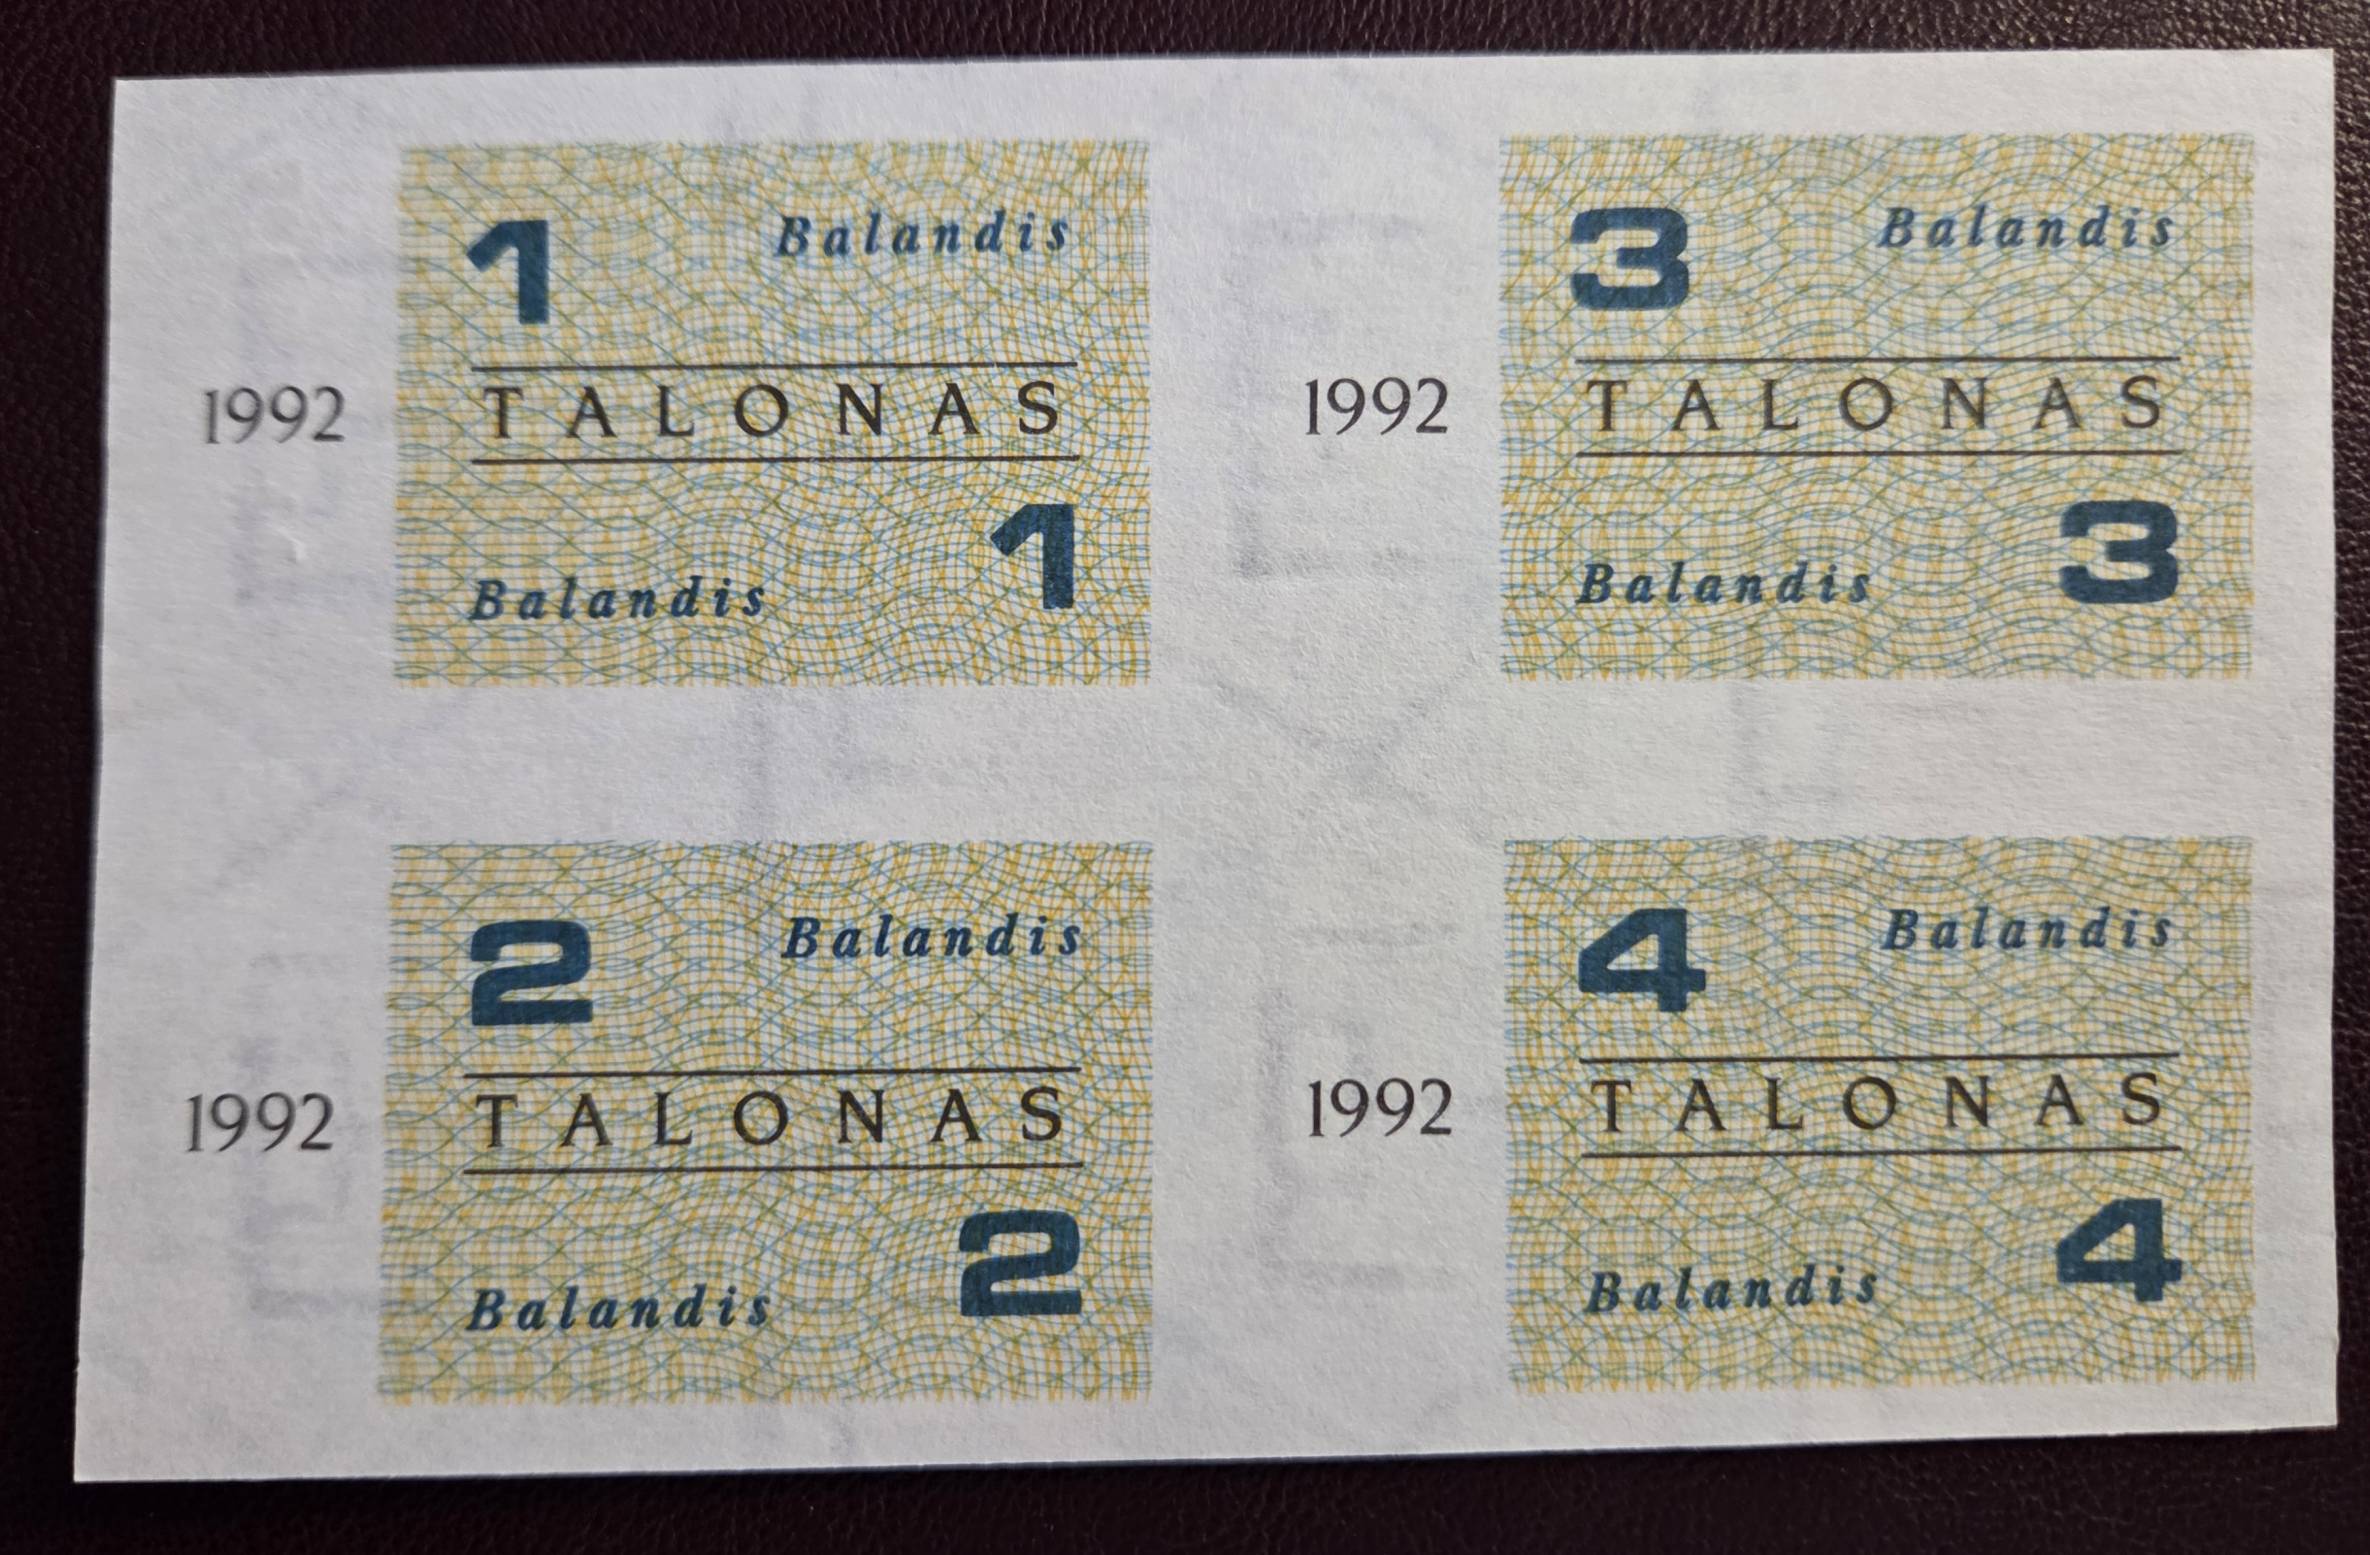 1 Balandis
1992 TALONAS
Balandis 1
3 Balandis
1992 TALONAS
Balandis 3
2 Balandis
1992 TALONAS
Balandis 2
4 Balandis
1992 TALONAS
Balandis 4